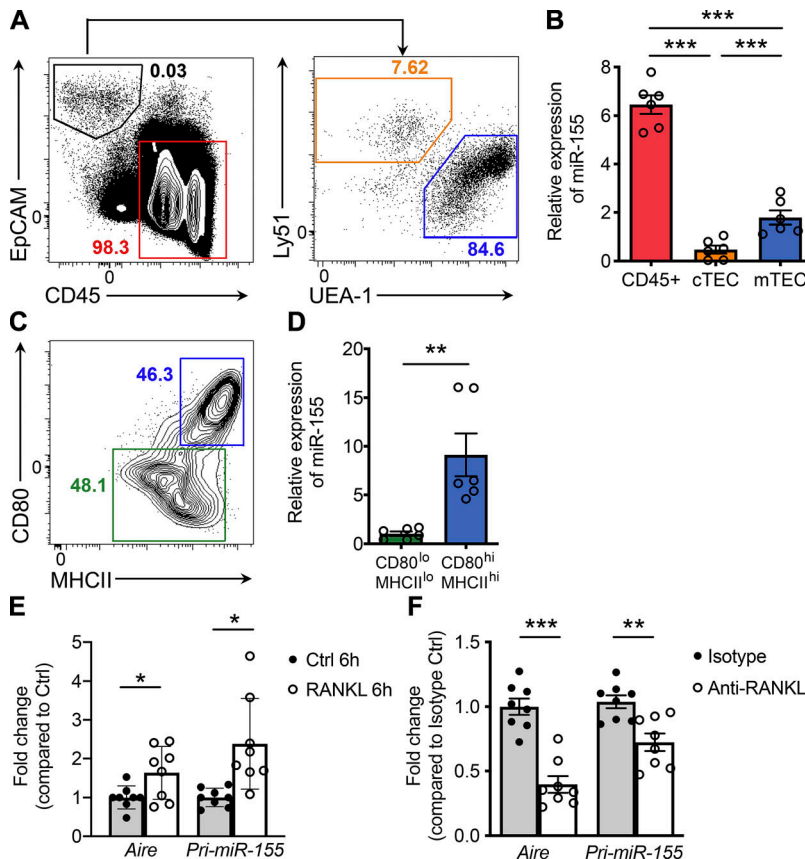 A
EpCAM
0
0
CD45
0.03
98.3
Ly51
0
0
UEA-1
7.62
84.6
B
Relative expression
of miR-155
8
6
4
2
0
***
*** ***
CD45+ cTEC mTEC
C
CD80
0
0
MHCII
46.3
48.1
D
Relative expression
of miR-155
20
15
10
5
0
**
CD80lo CD80hi
MHCIIlo MHCIIhi
E
Fold change
(compared to Ctrl)
5
4
3
2
1
0
*
*
Aire Pri-miR-155
Ctrl 6h
RANKL 6h
F
Fold change
(compared to Isotype Ctrl)
1.5
1.0
0.5
0.0
*** **
Aire Pri-miR-155
Isotype
Anti-RANKL